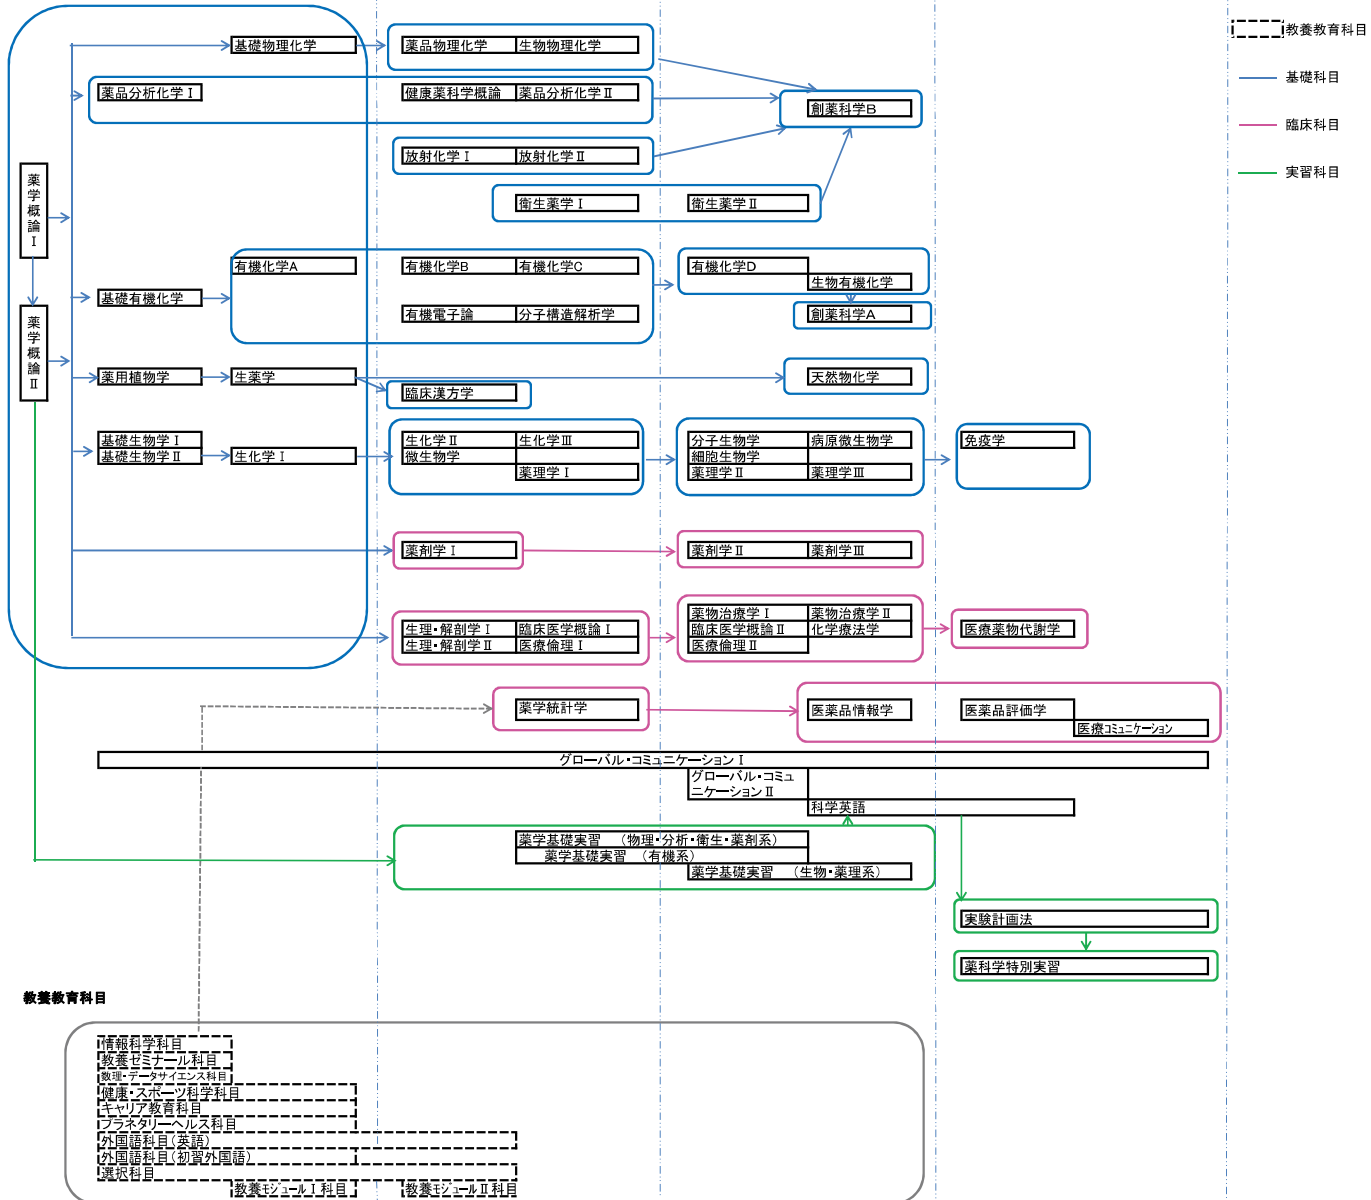 教養教育科目
基礎科目
臨床科目
実習科目
薬学概論Ⅰ
薬学概論Ⅱ
基礎物理化学
薬品物理化学
生物物理化学
薬品分析化学Ⅰ
健康薬科学概論
薬品分析化学Ⅱ
創薬科学B
放射化学Ⅰ
放射化学Ⅱ
衛生薬学Ⅰ
衛生薬学Ⅱ
有機化学A
有機化学B
有機化学C
有機化学D
生物有機化学
基礎有機化学
有機電子論
分子構造解析学
創薬科学A
薬用植物学
生薬学
天然物化学
臨床漢方学
基礎生物学Ⅰ
基礎生物学Ⅱ
生化学Ⅰ
生化学Ⅱ
生化学Ⅲ
微生物学
薬理学Ⅰ
分子生物学
病原微生物学
細胞生物学
薬理学Ⅱ
薬理学Ⅲ
免疫学
薬剤学Ⅰ
薬剤学Ⅱ
薬剤学Ⅲ
生理・解剖学Ⅰ
臨床医学概論Ⅰ
生理・解剖学Ⅱ
医療倫理Ⅰ
薬物治療学Ⅰ
薬物治療学Ⅱ
臨床医学概論Ⅱ
化学療法学
医療倫理Ⅱ
医療薬物代謝学
薬学統計学
医薬品情報学
医薬品評価学
医療コミュニケーション
グローバル・コミュニケーションⅠ
グローバル・コミュ
ニケーションⅡ
科学英語
薬学基礎実習　（物理・分析・衛生・薬剤系）
薬学基礎実習　（有機系）
薬学基礎実習　（生物・薬理系）
実験計画法
薬科学特別実習
教養教育科目
情報科学科目
教養ゼミナール科目
数理・データサイエンス科目
健康・スポーツ科学科目
キャリア教育科目
プラネタリーヘルス科目
外国語科目（英語）
外国語科目（初習外国語）
選択科目
教養モジュールⅠ科目
教養モジュールⅡ科目